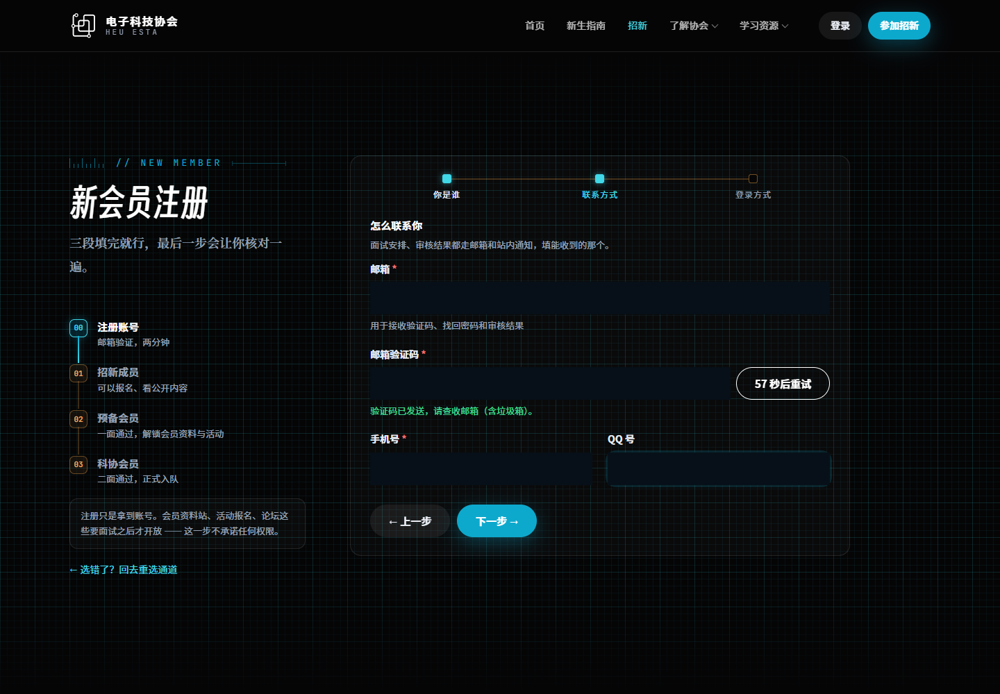 电子科技协会
HEU ESTA
首页
新生指南
招新
了解协会
学习资源
登录
参加招新
// NEW MEMBER
新会员注册
三段填完就行，最后一步会让你核对一
遍。
00
注册账号
邮箱验证，两分钟
01
招新成员
可以报名、看公开内容
02
预备会员
一面通过，解锁会员资料与活动
03
科协会员
二面通过，正式入队
注册只是拿到账号。会员资料站、活动报名、论坛这
些要面试之后才开放 —— 这一步不承诺任何权限。
← 选错了？回去重选通道
你是谁
联系方式
登录方式
怎么联系你
面试安排、审核结果都走邮箱和站内通知，填能收到的那个。
邮箱 *
用于接收验证码、找回密码和审核结果
邮箱验证码 *
57 秒后重试
验证码已发送，请查收邮箱（含垃圾箱）。
手机号 *
QQ 号
← 上一步
下一步 →